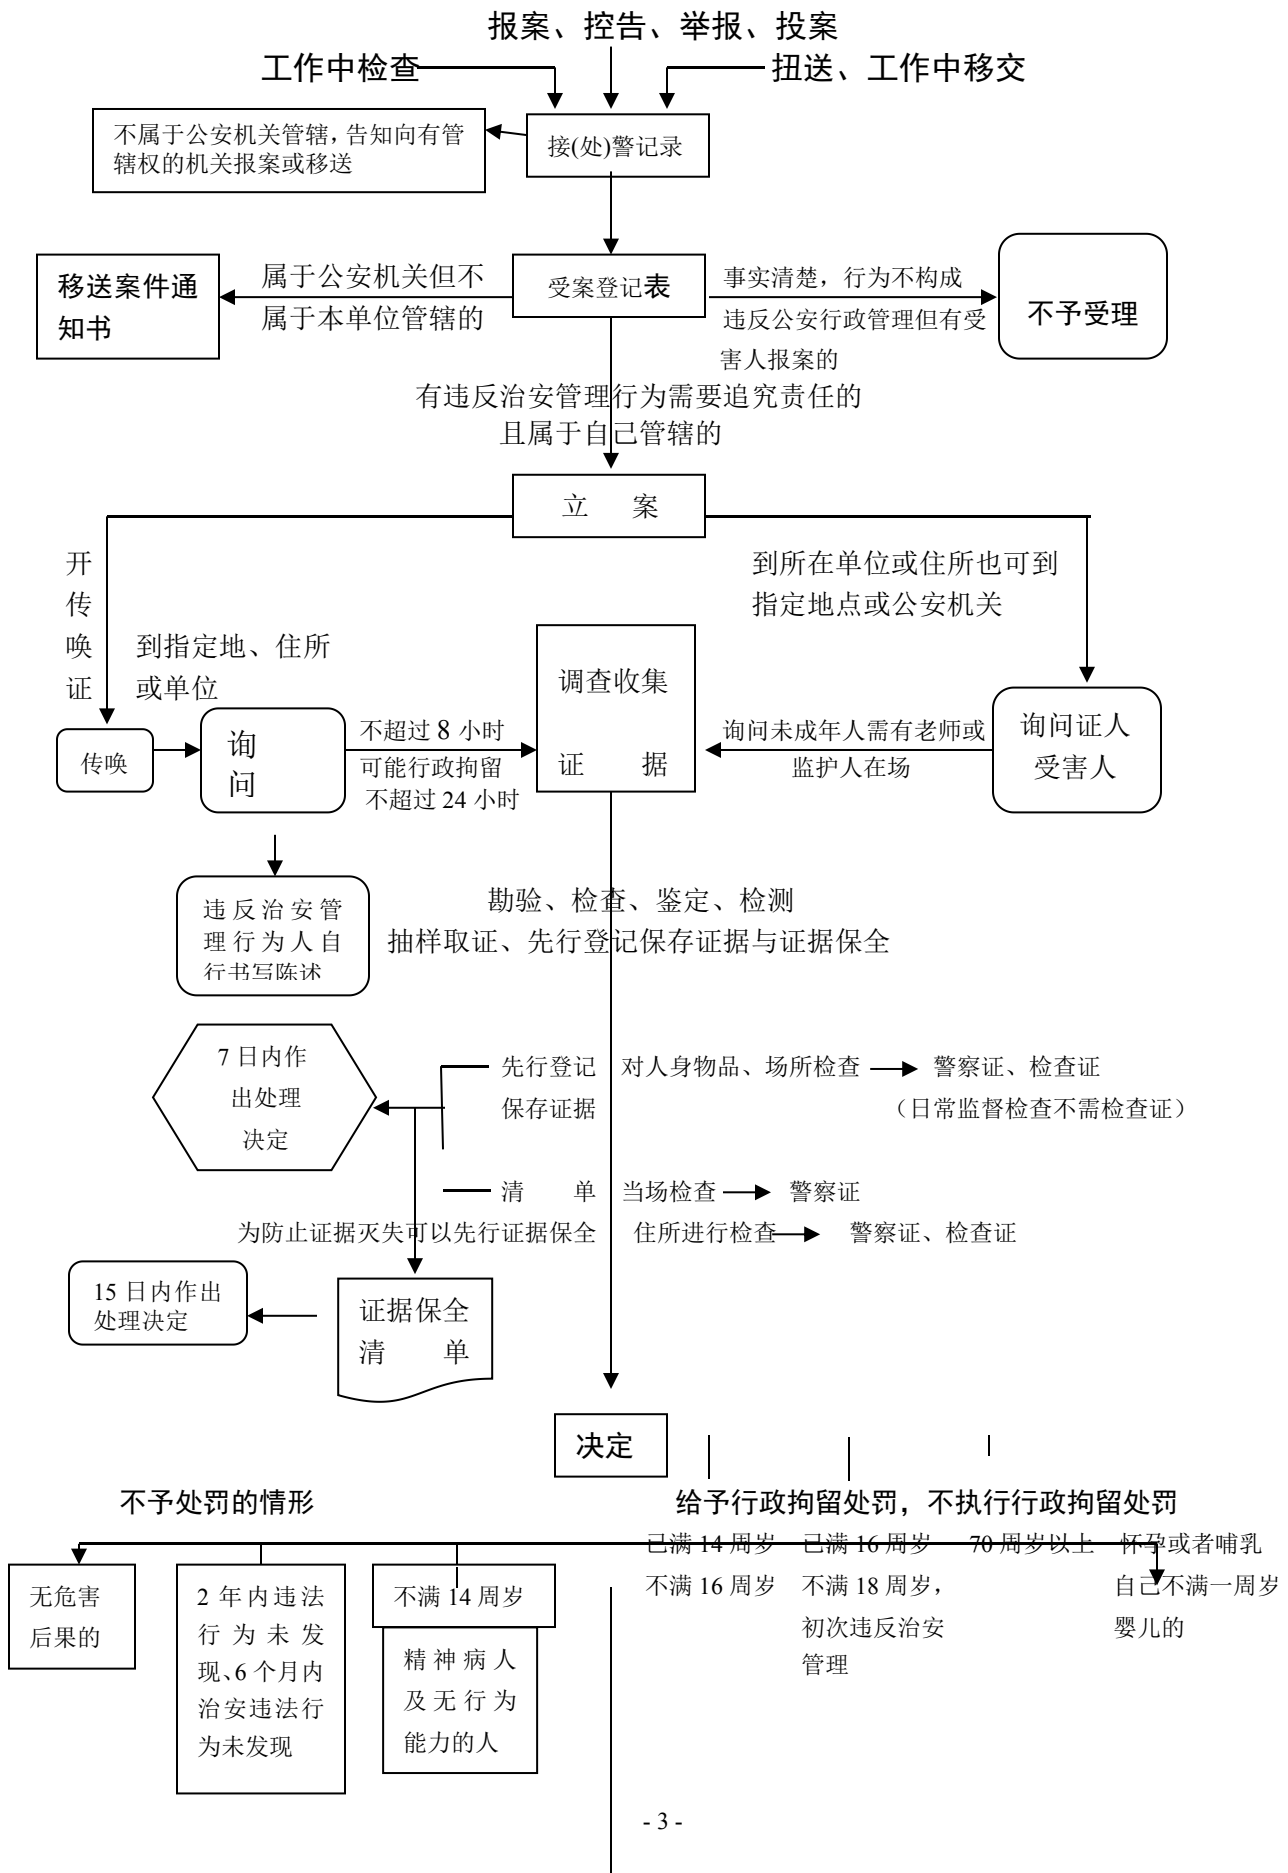 报案、控告、举报、投案
工作中检查
扭送、工作中移交
不属于公安机关管辖，告知向有管
辖权的机关报案或移送
接(处)警记录
移送案件通
知书
属于公安机关但不
属于本单位管辖的
受案登记表
事实清楚，行为不构成
违反公安行政管理但有受
害人报案的
不予受理
有违反治安管理行为需要追究责任的
且属于自己管辖的
立 案
开
传
唤
证
到指定地、住所
或单位
到所在单位或住所也可到
指定地点或公安机关
传唤
询
问
不超过 8 小时
可能行政拘留
不超过 24 小时
调查收集
证 据
询问未成年人需有老师或
监护人在场
询问证人
受害人
违反治安管
理行为人自
行书写陈述
勘验、检查、鉴定、检测
抽样取证、先行登记保存证据与证据保全
7 日内作
出处理
决定
先行登记
保存证据
对人身物品、场所检查
警察证、检查证
（日常监督检查不需检查证）
清 单
当场检查
警察证
为防止证据灭失可以先行证据保全
住所进行检查
警察证、检查证
15 日内作出
处理决定
证据保全
清 单
决定
不予处罚的情形
给予行政拘留处罚，不执行行政拘留处罚
已满 14 周岁
不满 16 周岁
已满 16 周岁
不满 18 周岁，
初次违反治安
管理
70 周岁以上
怀孕或者哺乳
自己不满一周岁
婴儿的
无危害
后果的
2 年内违法
行为未发
现、6 个月内
治安违法行
为未发现
不满 14 周岁
精神病人
及无行为
能力的人
- 3 -